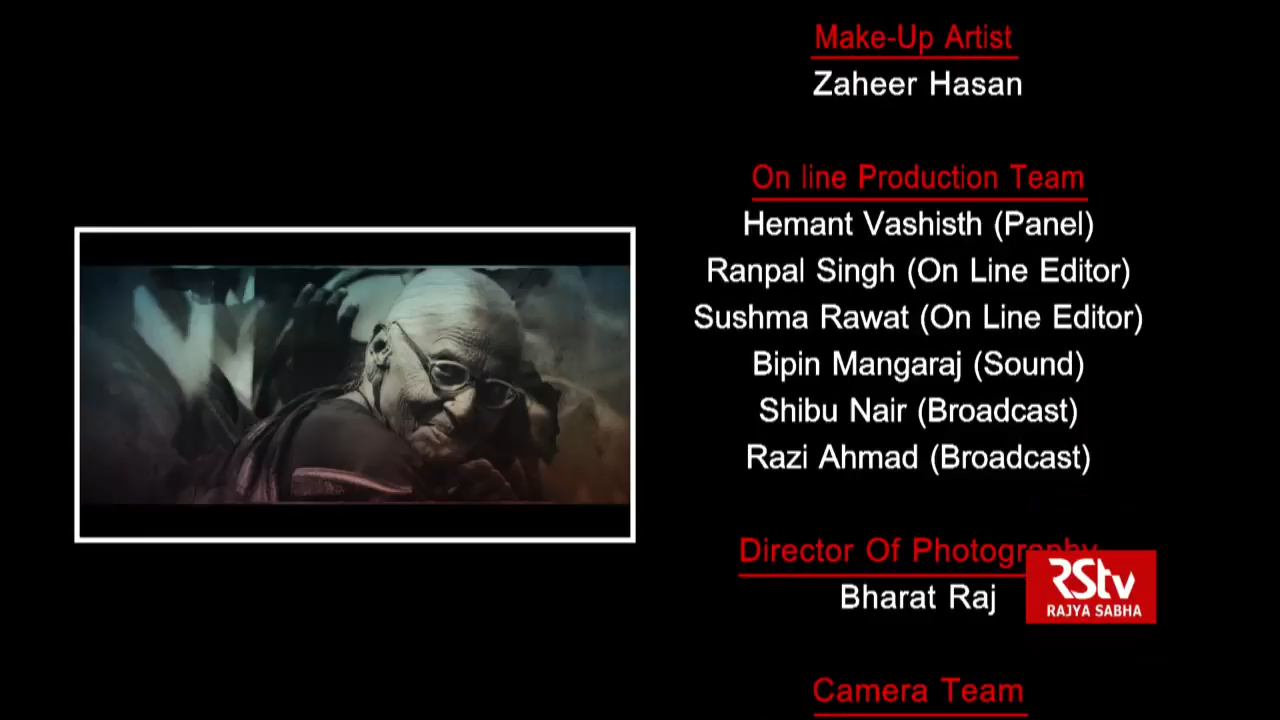 Make-Up Artist
Zaheer Hasan
On line Production Team
Hemant Vashisth (Panel)
Ranpal Singh (On Line Editor)
Sushma Rawat (On Line Editor)
Bipin Mangaraj (Sound)
Shibu Nair (Broadcast)
Razi Ahmad (Broadcast)
Director Of Photography
Bharat Raj
RStv
RAJYA SABHA
Camera Team